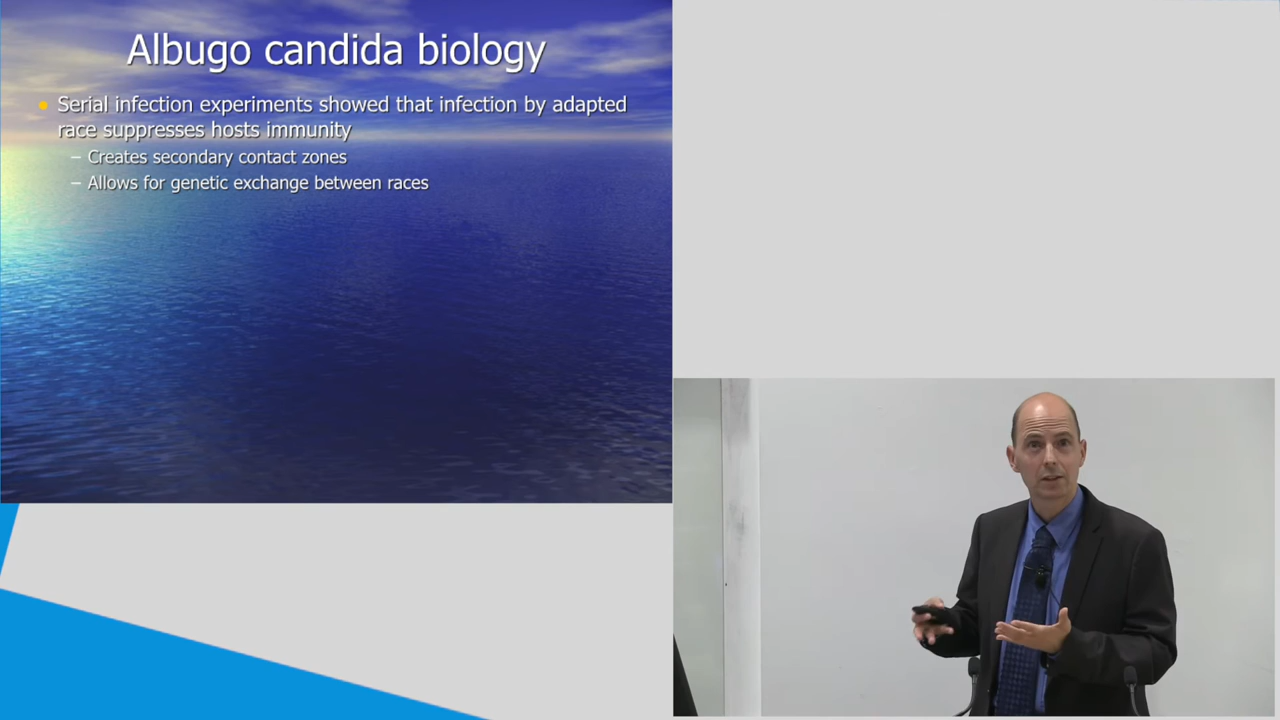 Albugo candida biology
Serial infection experiments showed that infection by adapted
race suppresses hosts immunity
– Creates secondary contact zones
– Allows for genetic exchange between races